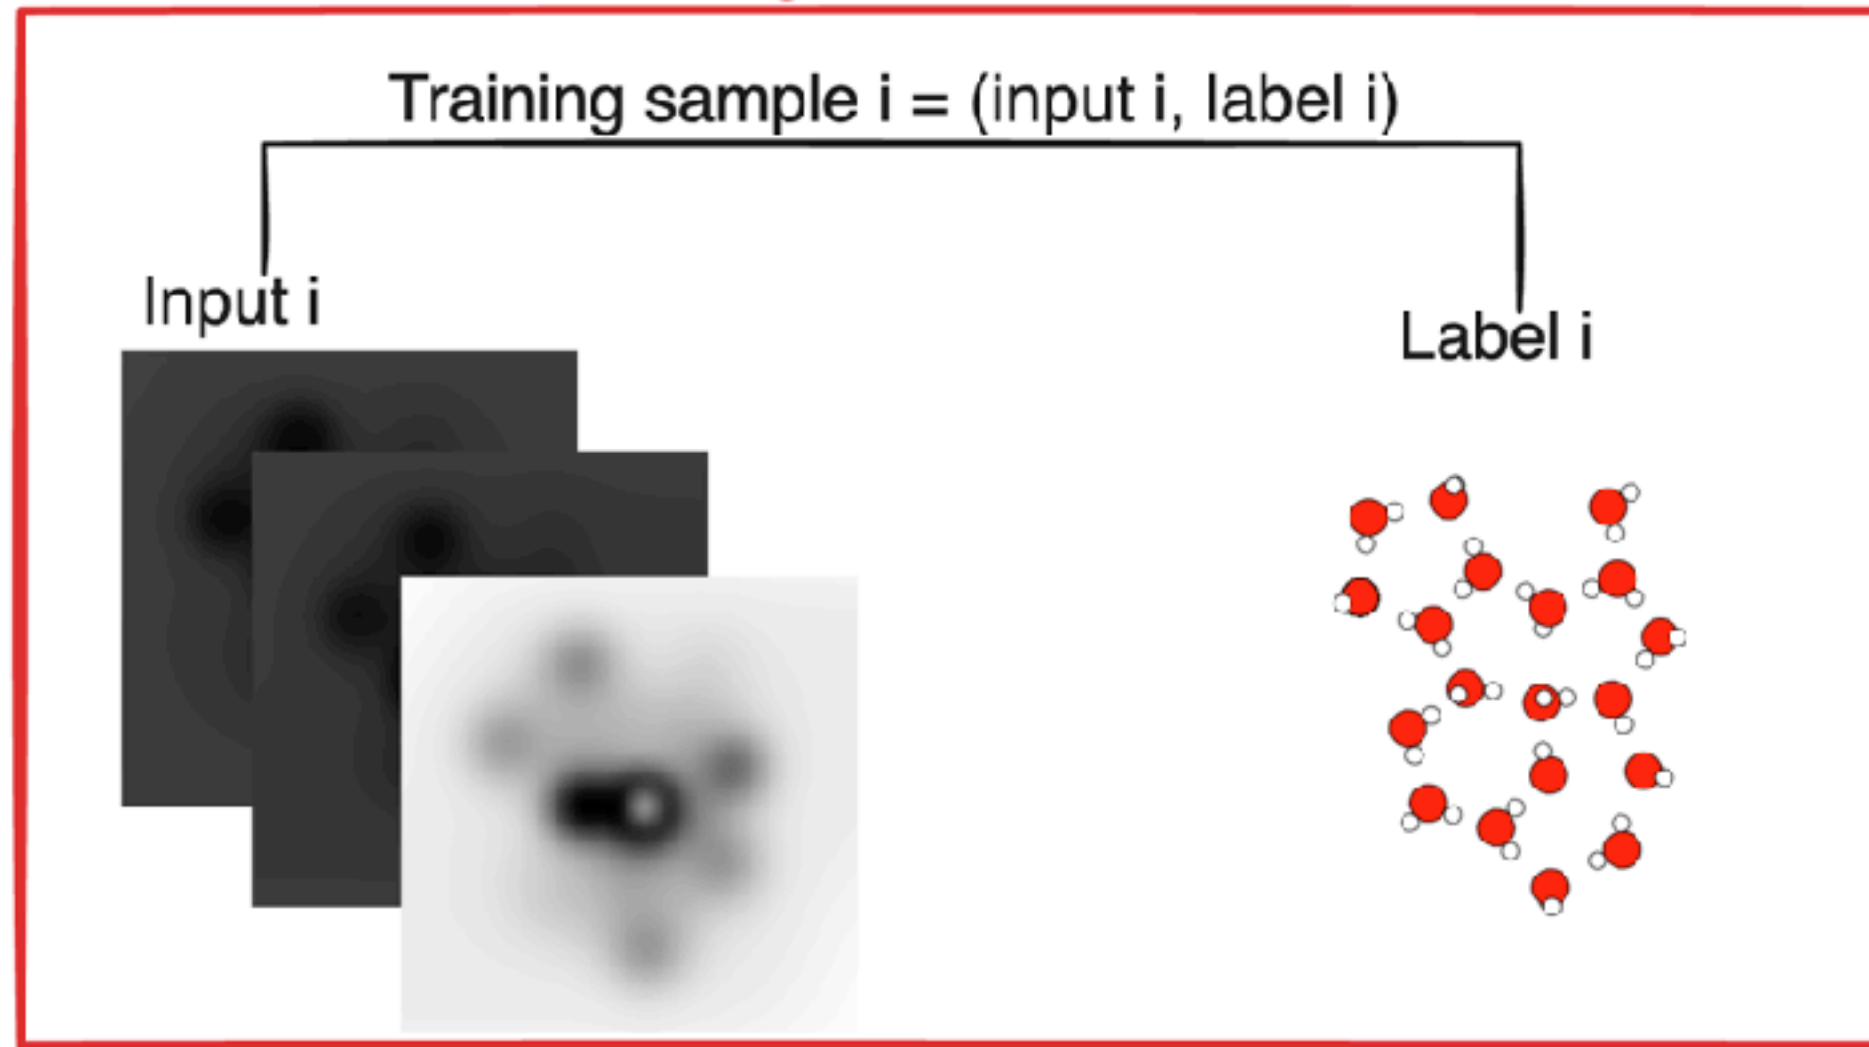 Training sample i = (input i, label i)
Input i
Label i